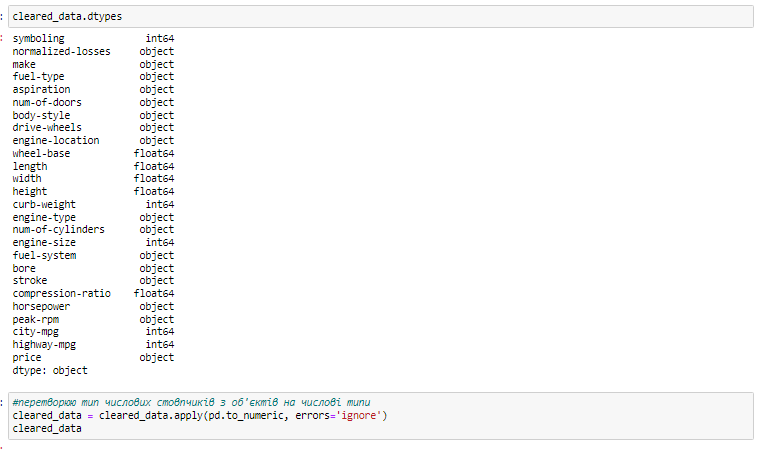 cleared_data.dtypes
symboling int64
normalized-losses object
make object
fuel-type object
aspiration object
num-of-doors object
body-style object
drive-wheels object
engine-location object
wheel-base float64
length float64
width float64
height float64
curb-weight int64
engine-type object
num-of-cylinders object
engine-size int64
fuel-system object
bore object
stroke object
compression-ratio float64
horsepower object
peak-rpm object
city-mpg int64
highway-mpg int64
price object
dtype: object
#перетворюю тип числових стовпчиків з об'єктів на числові типи
cleared_data = cleared_data.apply(pd.to_numeric, errors='ignore')
cleared_data